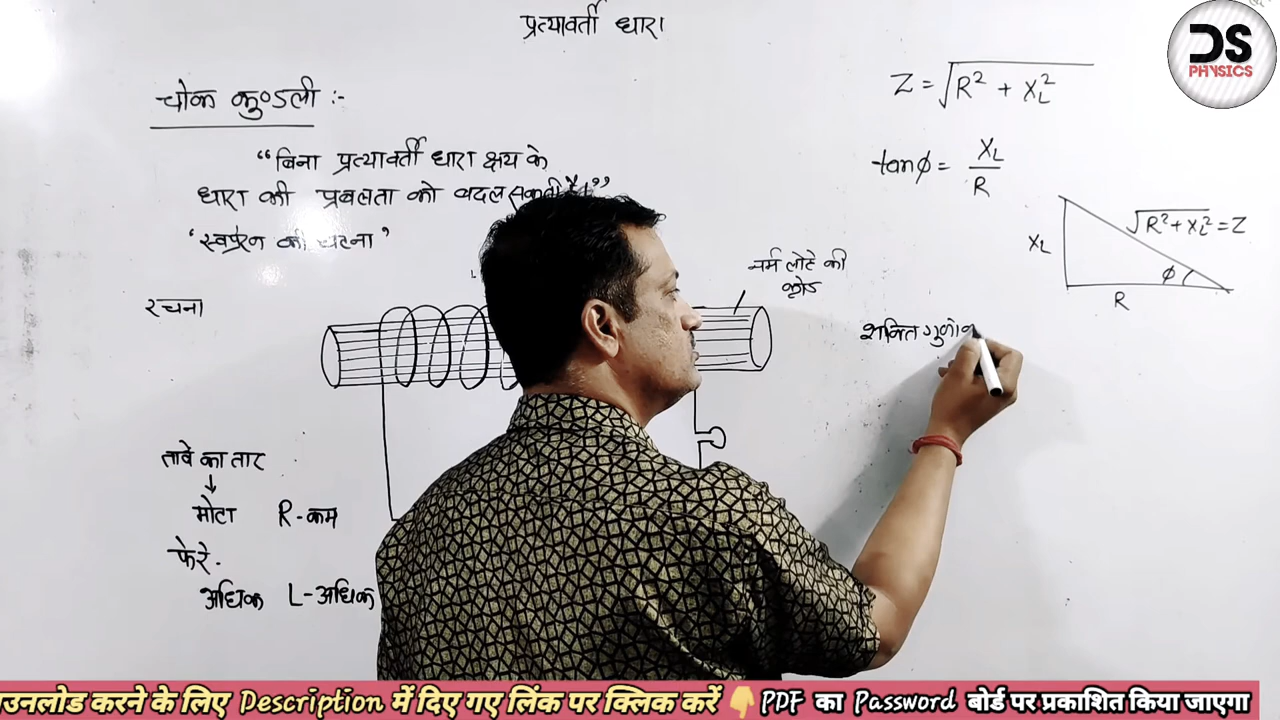 प्रत्यावर्ती धारा
चोक कुण्डली :-
"बिना प्रत्यावर्ती धारा क्षय के
धारा की प्रबलता को बदल सकती है।"
'स्वप्रेरण की घटना'
रचना
नर्म लोहे की
क्रोड
तांबे का तार
↓
मोटा R-कम
फेरे-
अधिक L-अधिक
Z = √R² + X_L²
tanϕ = X_L / R
X_L
√R²+X_L² = Z
ϕ
R
शक्ति गुणां
DS
PHYSICS
डाउनलोड करने के लिए Description में दिए गए लिंक पर क्लिक करें 👇 PDF का Password बोर्ड पर प्रकाशित किया जाएगा